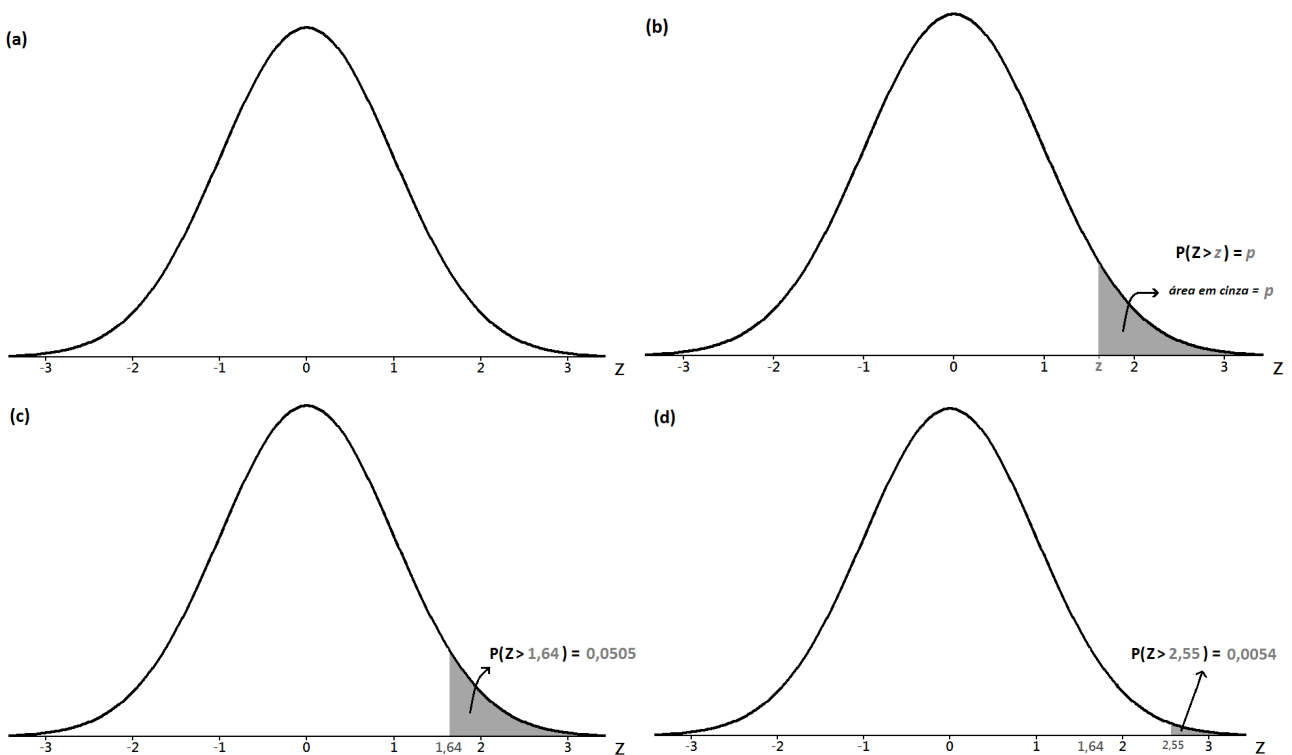 (a)
-3 -2 -1 0 1 2 3 Z
(b)
P(Z > z) = p
área em cinza = p
-3 -2 -1 0 1 z 2 3 Z
(c)
P(Z > 1,64) = 0,0505
-3 -2 -1 0 1 1,64 2 3 Z
(d)
P(Z > 2,55) = 0,0054
-3 -2 -1 0 1 1,64 2 2,55 3 Z